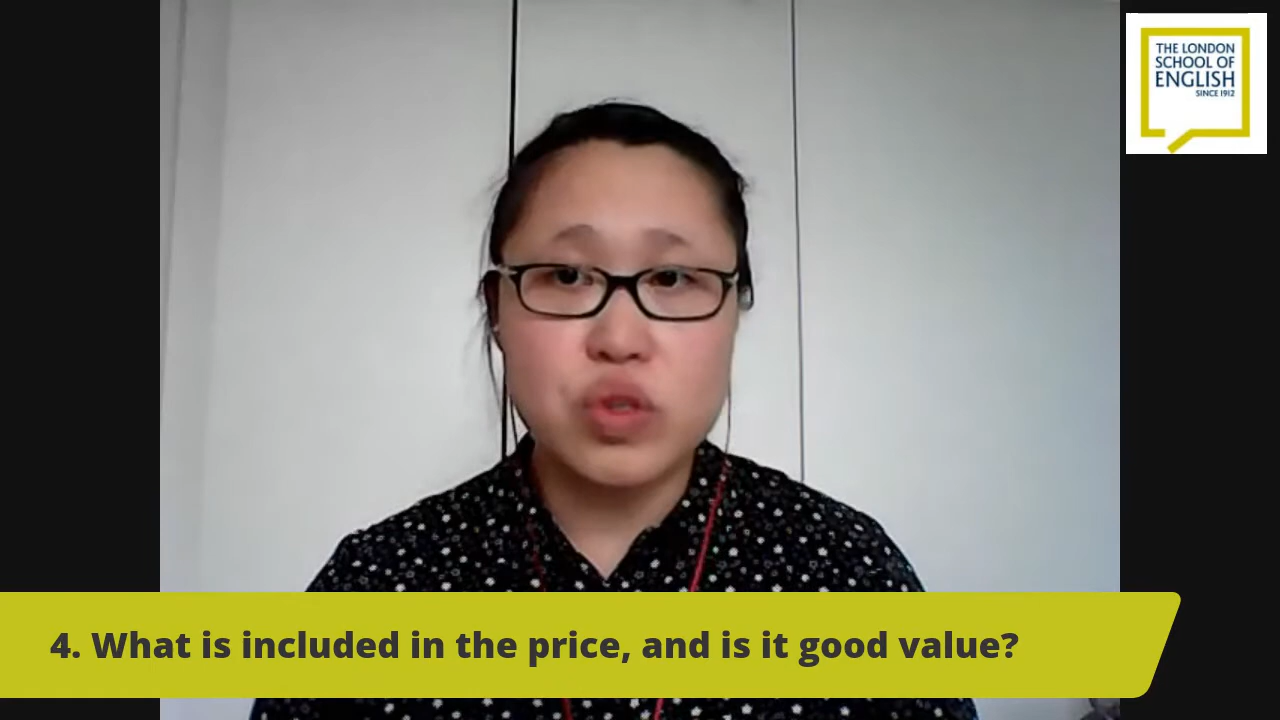 THE LONDON
SCHOOL OF
ENGLISH
SINCE 1912
4. What is included in the price, and is it good value?